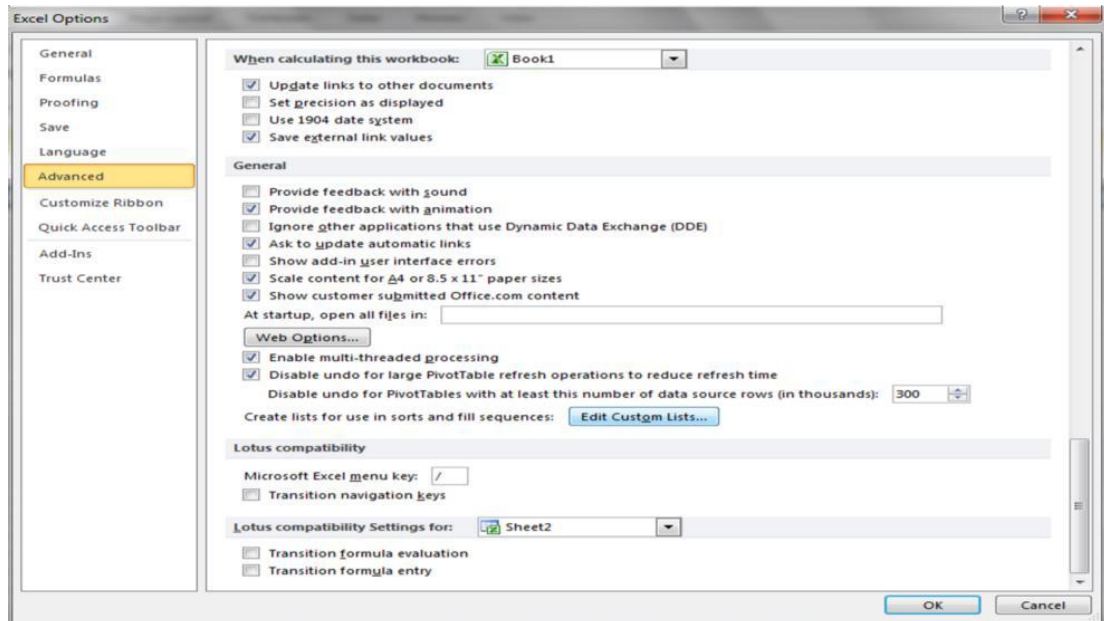 Excel Options
General
Formulas
Proofing
Save
Language
Advanced
Customize Ribbon
Quick Access Toolbar
Add-Ins
Trust Center
When calculating this workbook: Book1
Update links to other documents
Set precision as displayed
Use 1904 date system
Save external link values
General
Provide feedback with sound
Provide feedback with animation
Ignore other applications that use Dynamic Data Exchange (DDE)
Ask to update automatic links
Show add-in user interface errors
Scale content for A4 or 8.5 x 11" paper sizes
Show customer submitted Office.com content
At startup, open all files in:
Web Options...
Enable multi-threaded processing
Disable undo for large PivotTable refresh operations to reduce refresh time
Disable undo for PivotTables with at least this number of data source rows (in thousands): 300
Create lists for use in sorts and fill sequences: Edit Custom Lists...
Lotus compatibility
Microsoft Excel menu key: /
Transition navigation keys
Lotus compatibility Settings for: Sheet2
Transition formula evaluation
Transition formula entry
OK Cancel